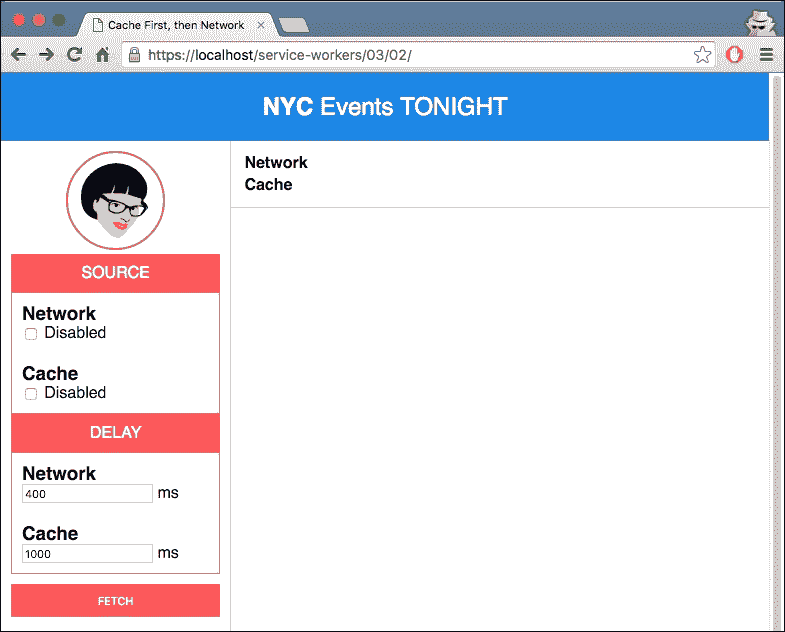 Cache First, then Network
https://localhost/service-workers/03/02/
NYC Events TONIGHT
SOURCE
Network
Disabled
Cache
Disabled
DELAY
Network
400 ms
Cache
1000 ms
FETCH
Network
Cache